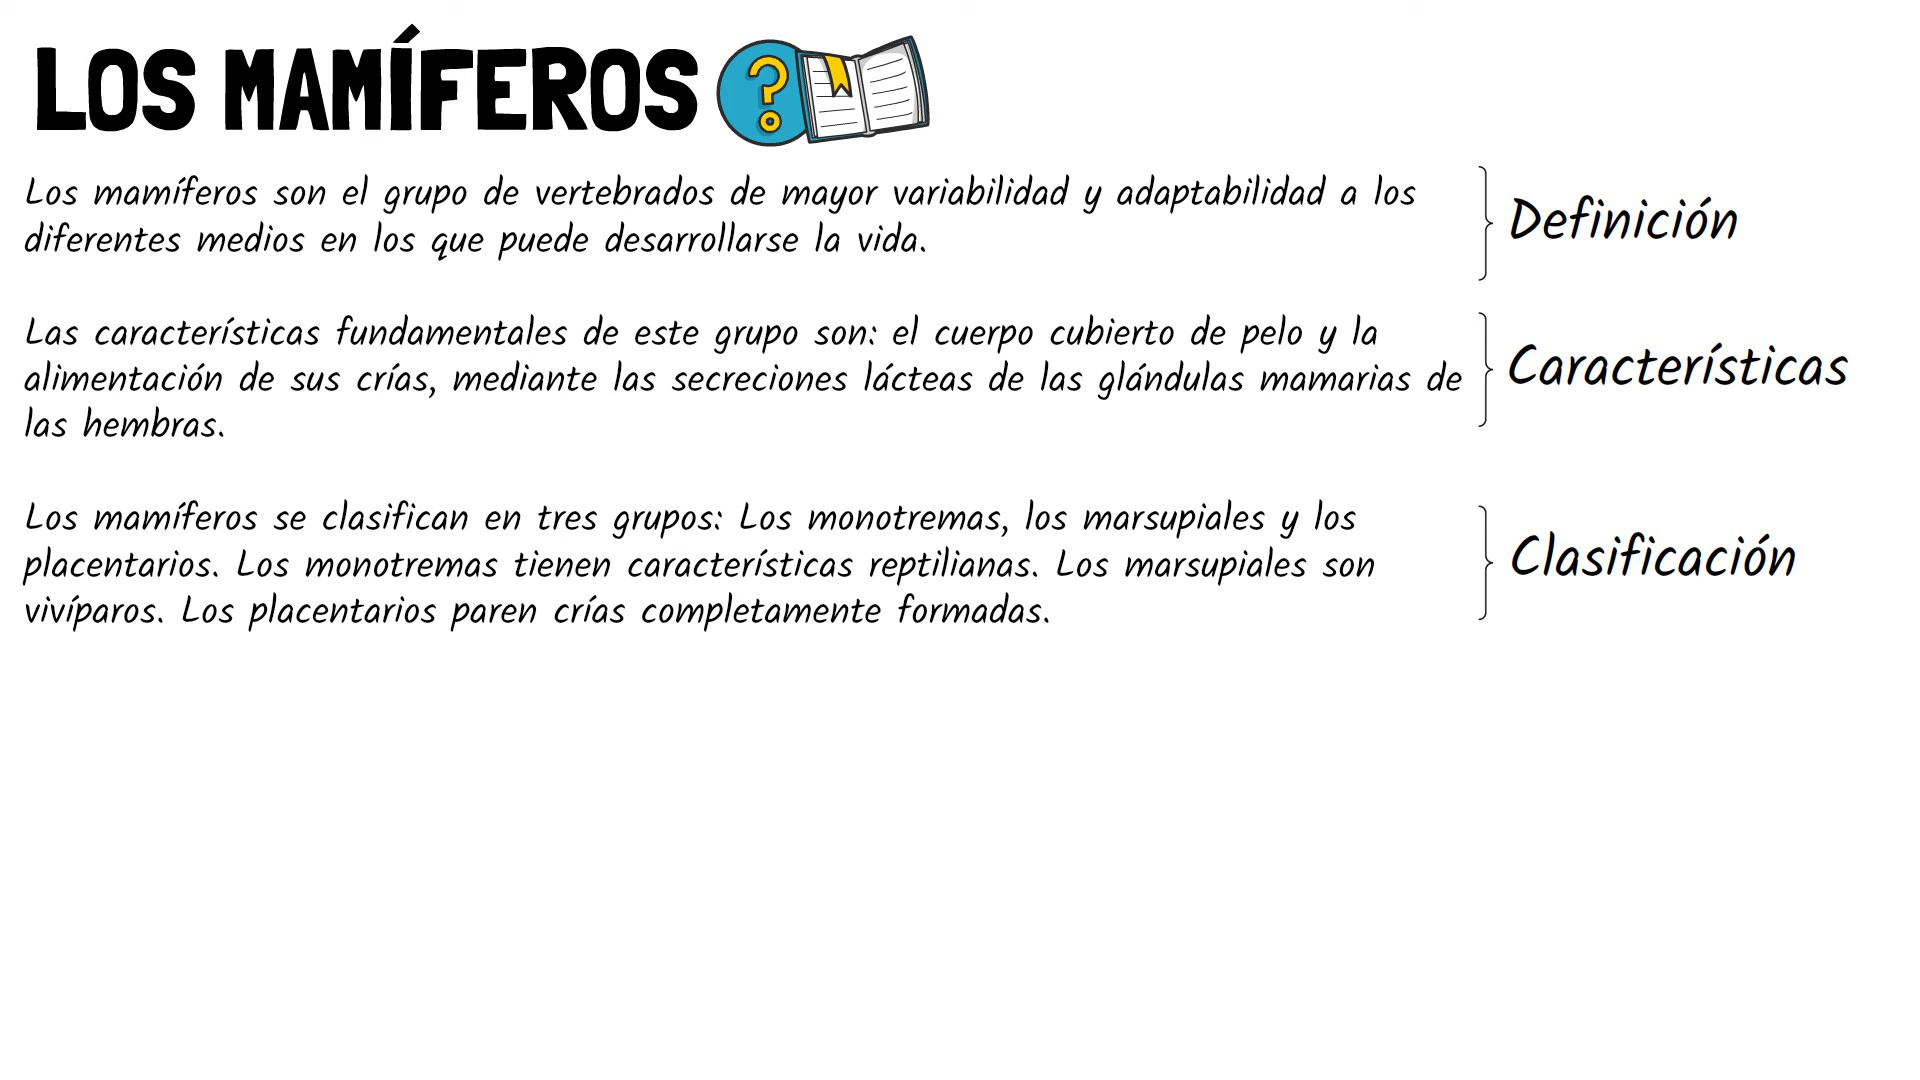 LOS MAMÍFEROS
Los mamíferos son el grupo de vertebrados de mayor variabilidad y adaptabilidad a los
diferentes medios en los que puede desarrollarse la vida.
Definición
Las características fundamentales de este grupo son: el cuerpo cubierto de pelo y la
alimentación de sus crías, mediante las secreciones lácteas de las glándulas mamarias de
las hembras.
Características
Los mamíferos se clasifican en tres grupos: Los monotremas, los marsupiales y los
placentarios. Los monotremas tienen características reptilianas. Los marsupiales son
vivíparos. Los placentarios paren crías completamente formadas.
Clasificación